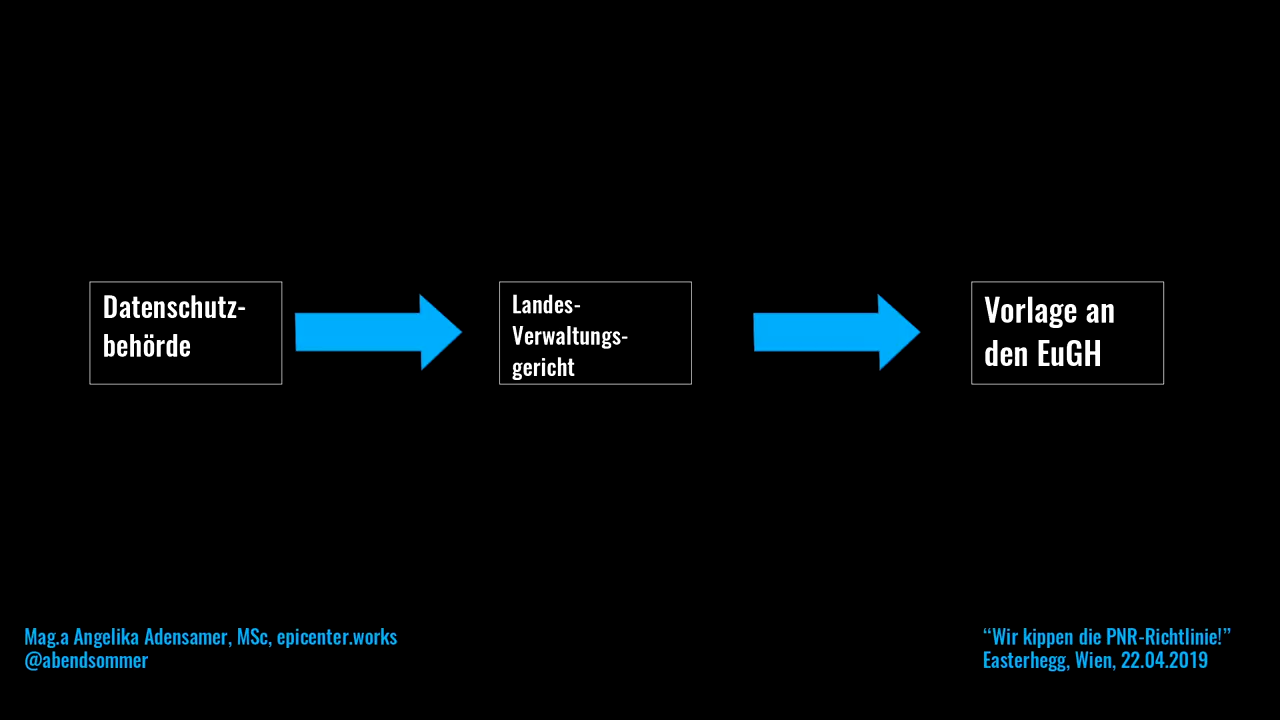 Datenschutz-
behörde
Landes-
Verwaltungs-
gericht
Vorlage an
den EuGH
Mag.a Angelika Adensamer, MSc, epicenter.works
@abendsommer
“Wir kippen die PNR-Richtlinie!”
Easterhegg, Wien, 22.04.2019